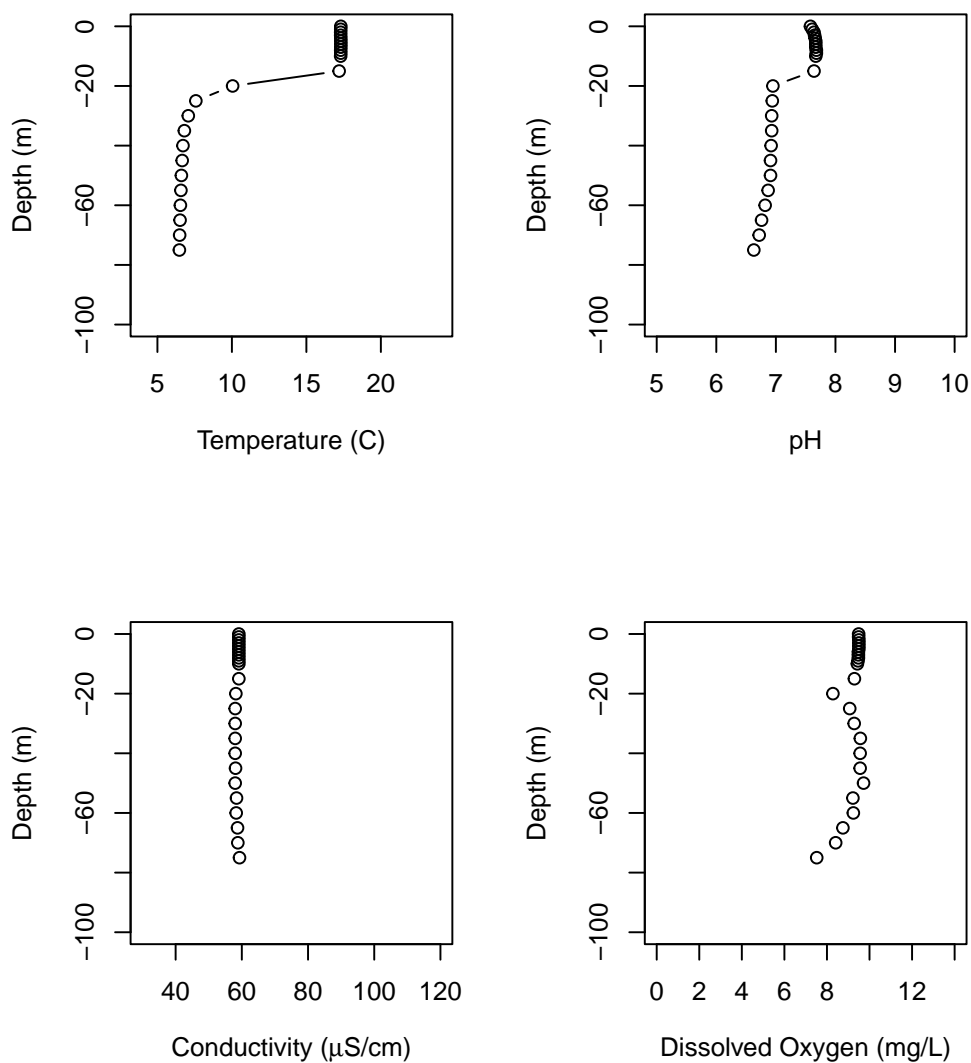 0
−20
−60
−100
Depth (m)
5 10 15 20
Temperature (C)
0
−20
−60
−100
Depth (m)
5 6 7 8 9 10
pH
0
−20
−60
−100
Depth (m)
40 60 80 100 120
Conductivity (μS/cm)
0
−20
−60
−100
Depth (m)
0 2 4 6 8 12
Dissolved Oxygen (mg/L)